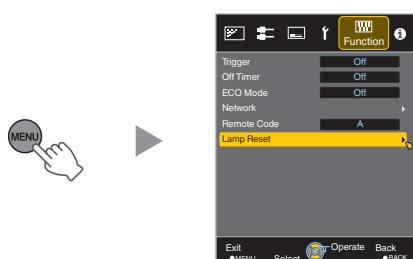 MENU
Function
Trigger Off
Off Timer Off
ECO Mode Off
Network
Remote Code A
Lamp Reset
Exit Operate Back
MENU Select BACK